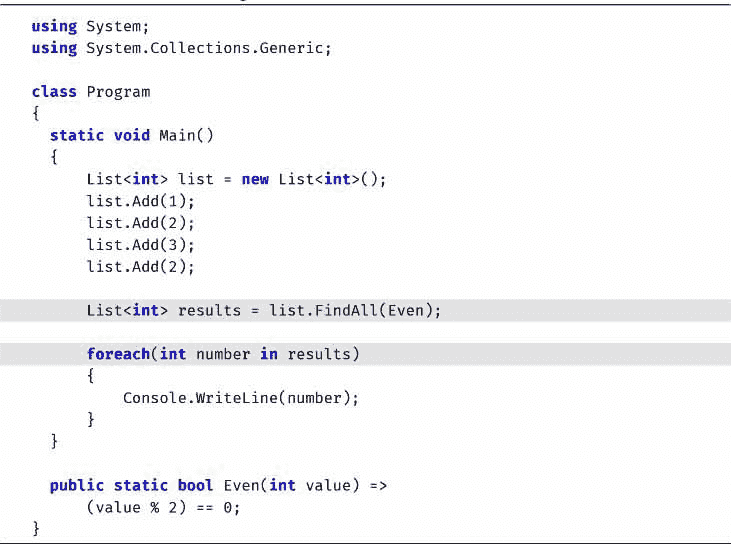 using System;
using System.Collections.Generic;

class Program
{
  static void Main()
  {
      List<int> list = new List<int>();
      list.Add(1);
      list.Add(2);
      list.Add(3);
      list.Add(2);

      List<int> results = list.FindAll(Even);

      foreach(int number in results)
      {
          Console.WriteLine(number);
      }
  }

  public static bool Even(int value) =>
      (value % 2) == 0;
}